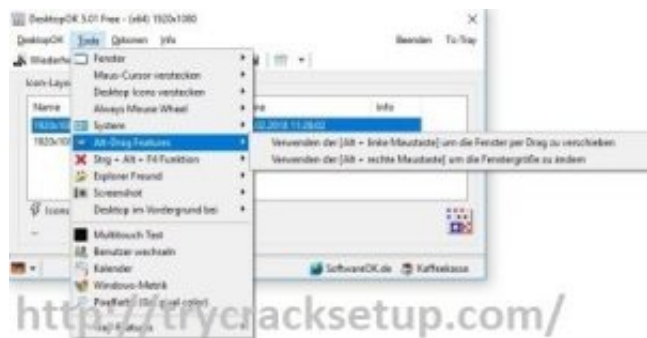 DesktopOK 5.01 Free - (x64) 1920x1080
DesktopOK Tools Optionen Info
Beenden To-Tray
Fenster
Maus-Cursor verstecken
Desktop Icons verstecken
Always Mouse Wheel
System
Alt-Drag Features
Verwenden der [Alt + linke Maustaste] um die Fenster per Drag zu verschieben
Verwenden der [Alt + rechte Maustaste] um die Fenstergröße zu ändern
Strg + Alt + F4 Funktion
Explorer Freund
Screenshot
Desktop im Vordergrund bei
Multitouch Test
Benutzer wechseln
Kalender
Windows-Metrik
Name
Info
SoftwareOK.de Kaffeekasse
http://trycracksetup.com/